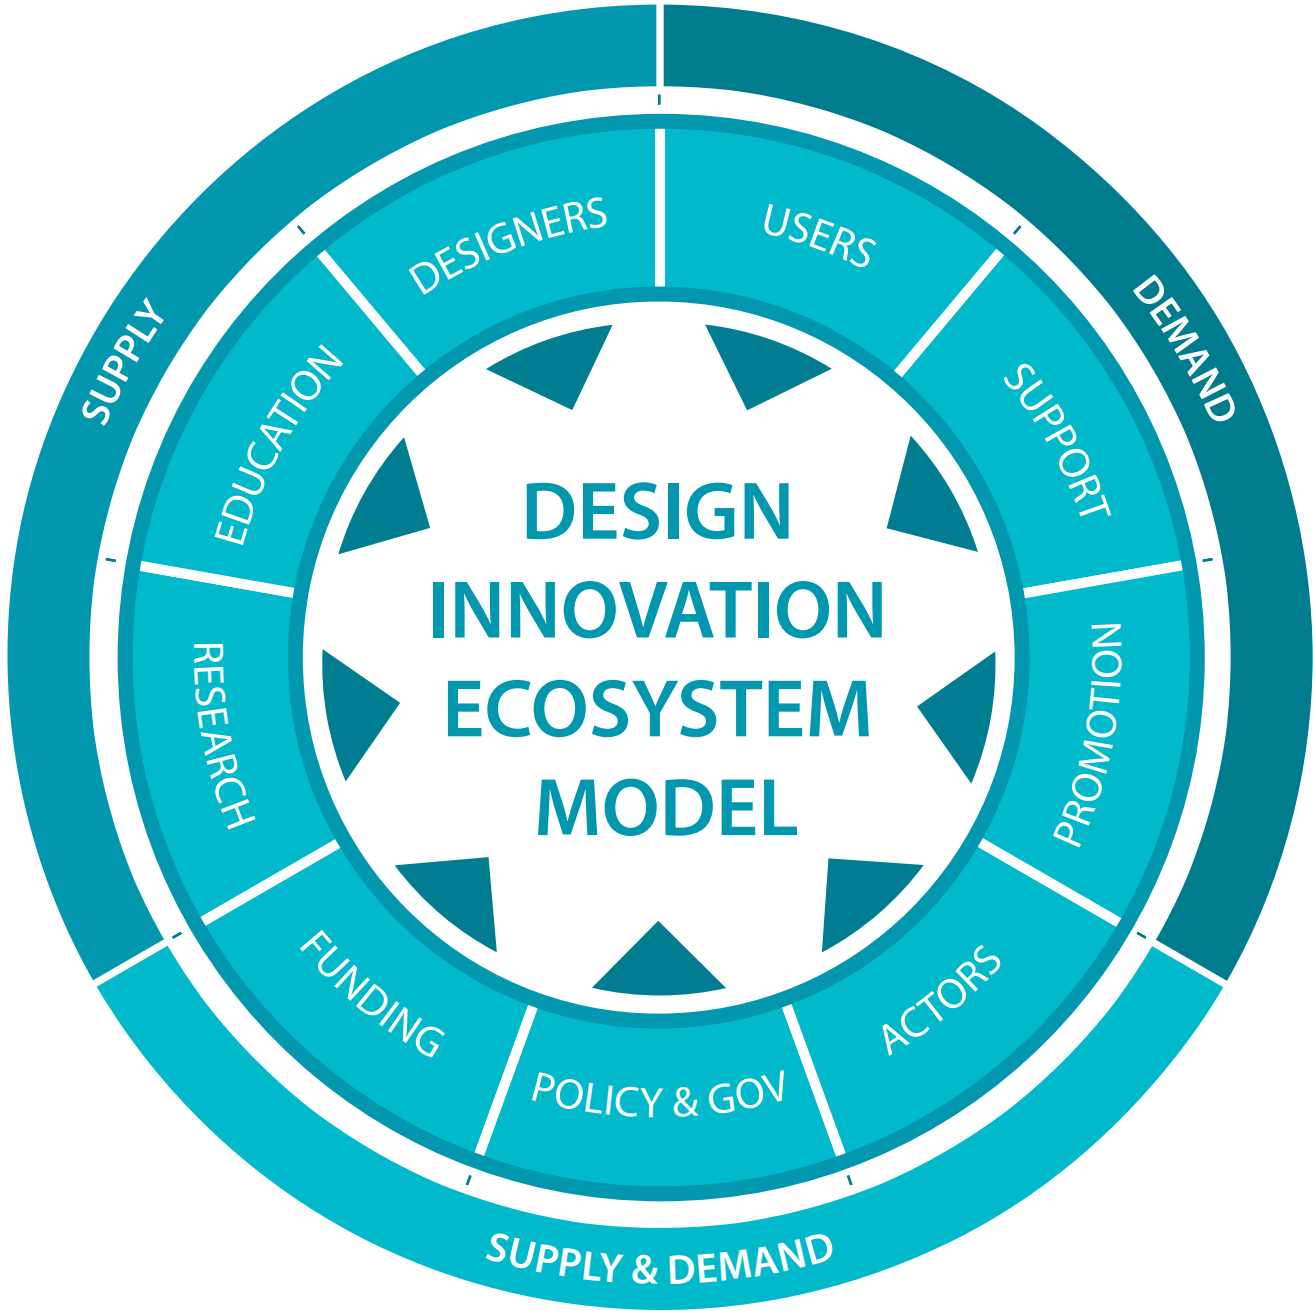 DESIGN
INNOVATION
ECOSYSTEM
MODEL
DESIGNERS
USERS
SUPPORT
PROMOTION
ACTORS
POLICY & GOV
FUNDING
RESEARCH
EDUCATION
SUPPLY
DEMAND
SUPPLY & DEMAND